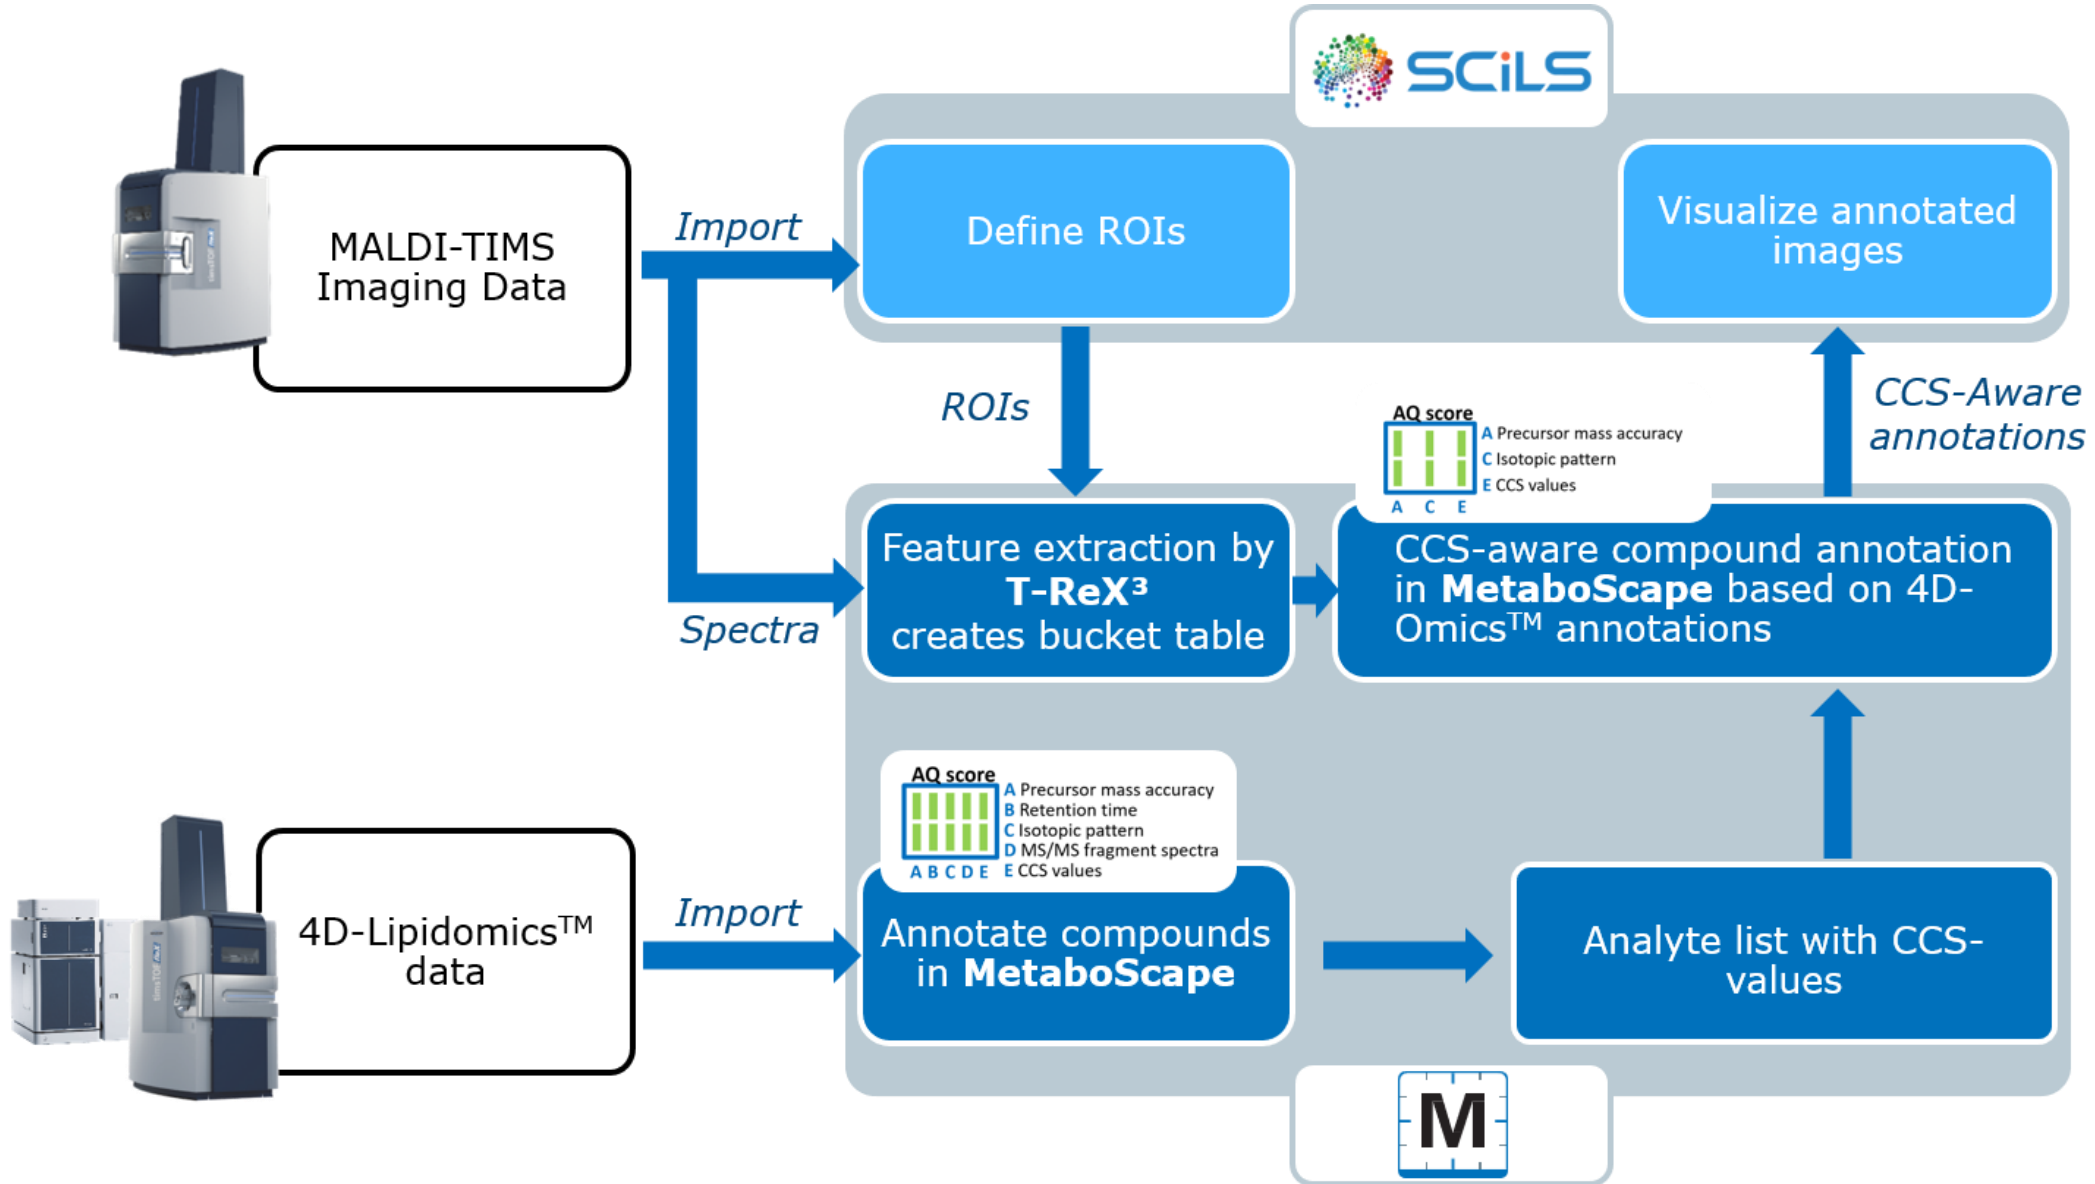 SCiLS
MALDI-TIMS
Imaging Data
Import
Define ROIs
Visualize annotated
images
ROIs
CCS-Aware
annotations
AQ score
A Precursor mass accuracy
C Isotopic pattern
E CCS values
A C E
Spectra
Feature extraction by
T-ReX³
creates bucket table
CCS-aware compound annotation
in MetaboScape based on 4D-
Omics™ annotations
AQ score
A Precursor mass accuracy
B Retention time
C Isotopic pattern
D MS/MS fragment spectra
E CCS values
A B C D E
4D-Lipidomics™
data
Import
Annotate compounds
in MetaboScape
Analyte list with CCS-
values
M